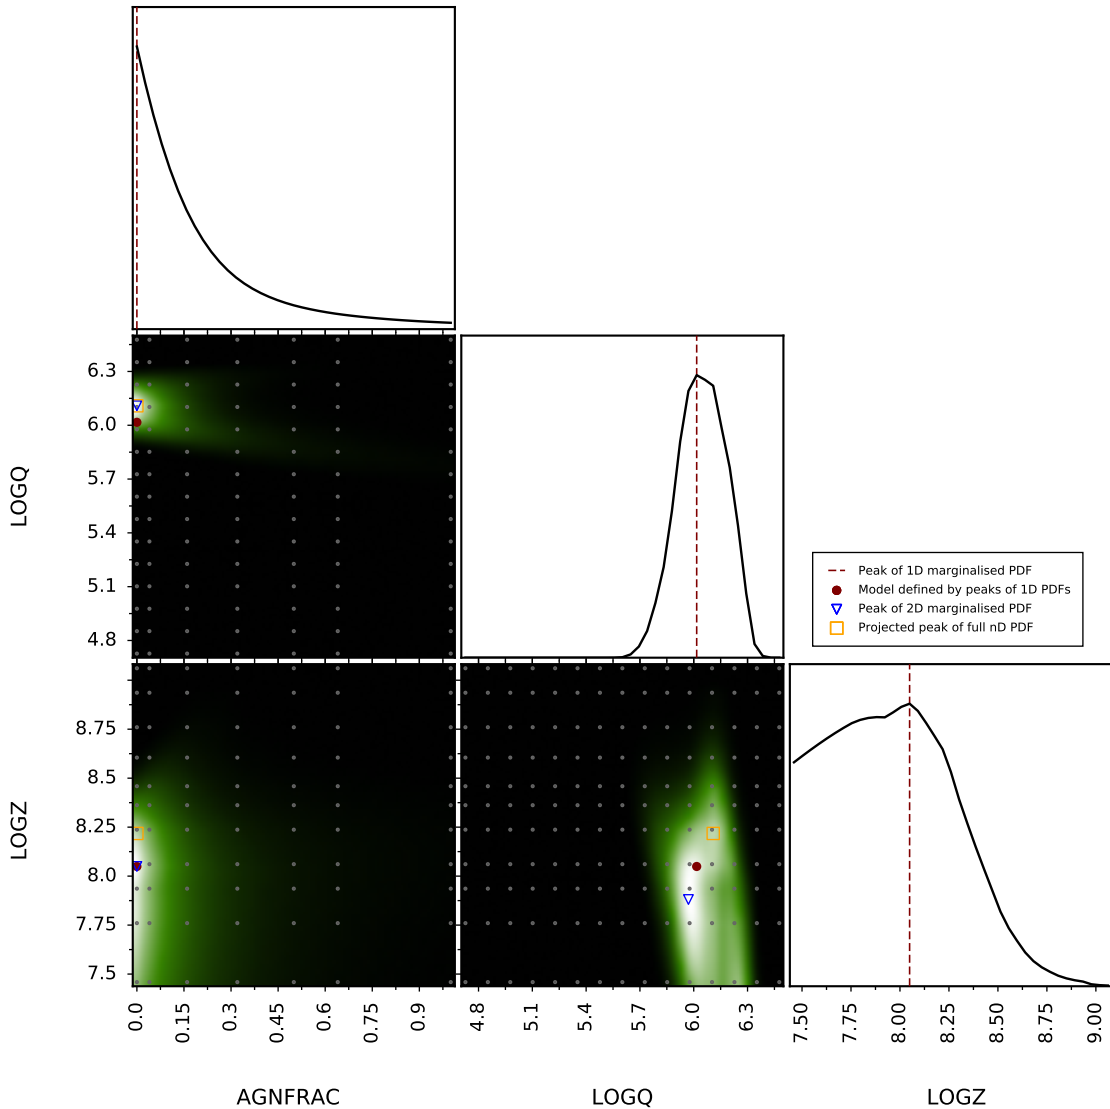 6.3
6.0
5.7
5.4
5.1
4.8
LOGQ
Peak of 1D marginalised PDF
Model defined by peaks of 1D PDFs
Peak of 2D marginalised PDF
Projected peak of full nD PDF
8.75
8.5
8.25
8.0
7.75
7.5
LOGZ
0.0 0.15 0.3 0.45 0.6 0.75 0.9
4.8 5.1 5.4 5.7 6.0 6.3
7.50 7.75 8.00 8.25 8.50 8.75 9.00
AGNFRAC LOGQ LOGZ